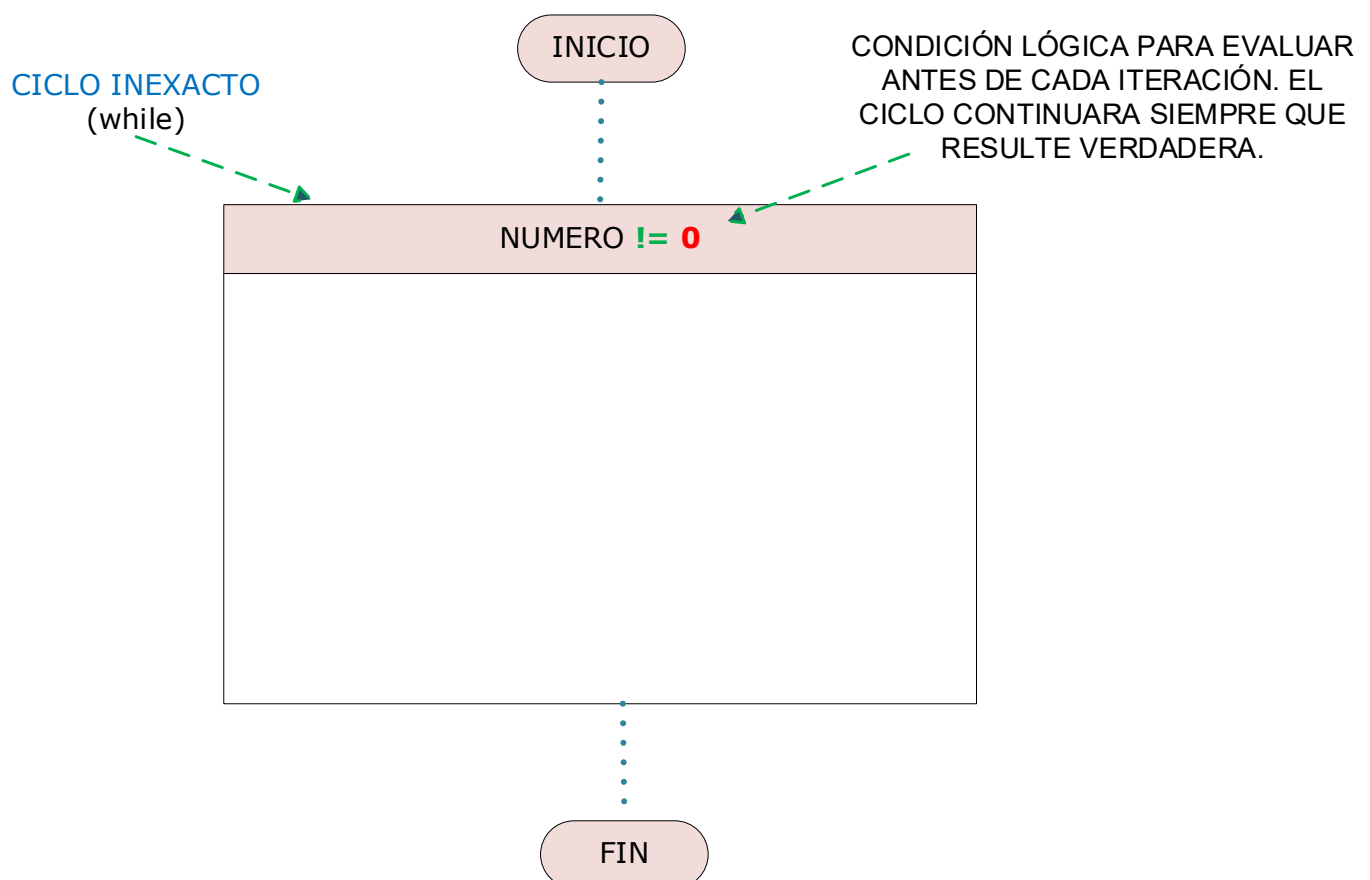 INICIO
CICLO INEXACTO
(while)
CONDICIÓN LÓGICA PARA EVALUAR
ANTES DE CADA ITERACIÓN. EL
CICLO CONTINUARA SIEMPRE QUE
RESULTE VERDADERA.
NUMERO != 0
FIN